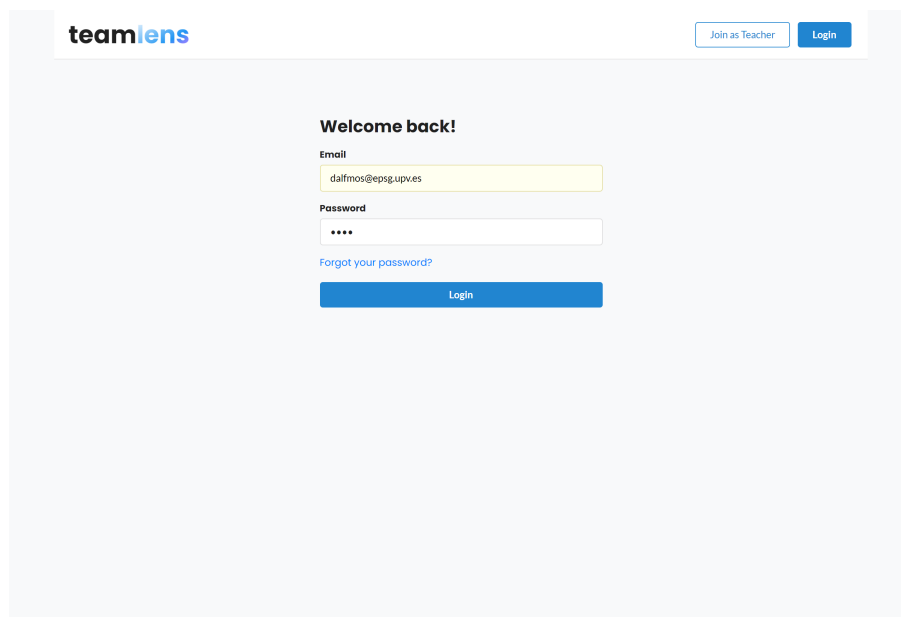 teamlens
Join as Teacher
Login
Welcome back!
Email
dalfmos@epsg.upv.es
Password
••••
Forgot your password?
Login